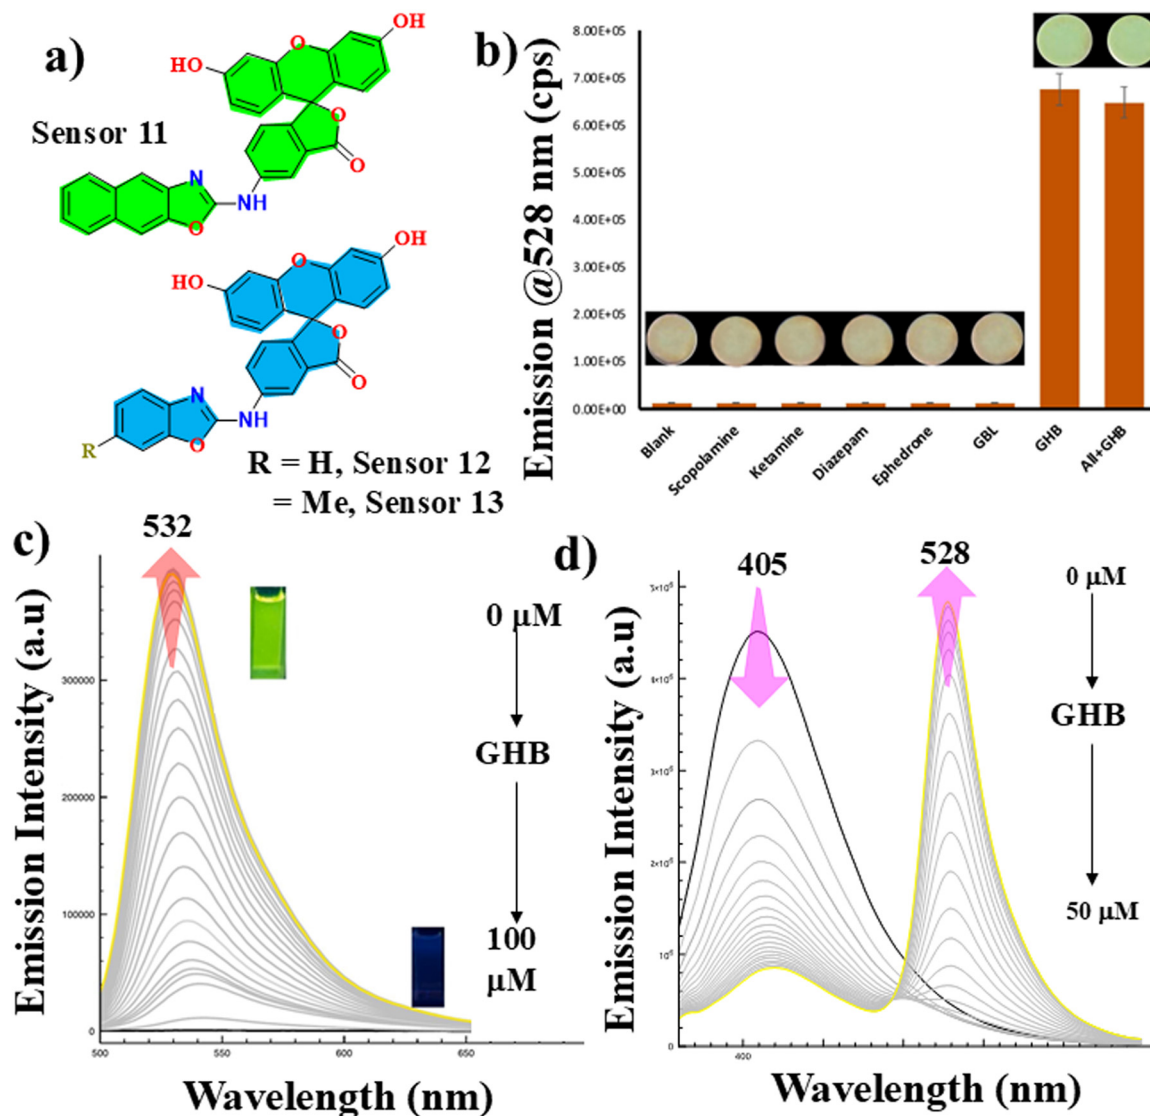 a)
Sensor 11
HO
O
OH
O
O
N
O
NH
HO
O
OH
O
O
N
O
NH
R
R = H, Sensor 12
= Me, Sensor 13
b)
Emission @528 nm (cps)
8.00E+05
7.00E+05
6.00E+05
5.00E+05
4.00E+05
3.00E+05
2.00E+05
1.00E+05
0.00E+00
Blank
Scopolamine
Ketamine
Diazepam
Ephedrone
GBL
GHB
All+GHB
c)
532
Emission Intensity (a.u)
300000
200000
100000
0
500
550
600
650
Wavelength (nm)
0 μM
GHB
100
μM
d)
405
528
Emission Intensity (a.u)
400
Wavelength (nm)
0 μM
GHB
50 μM